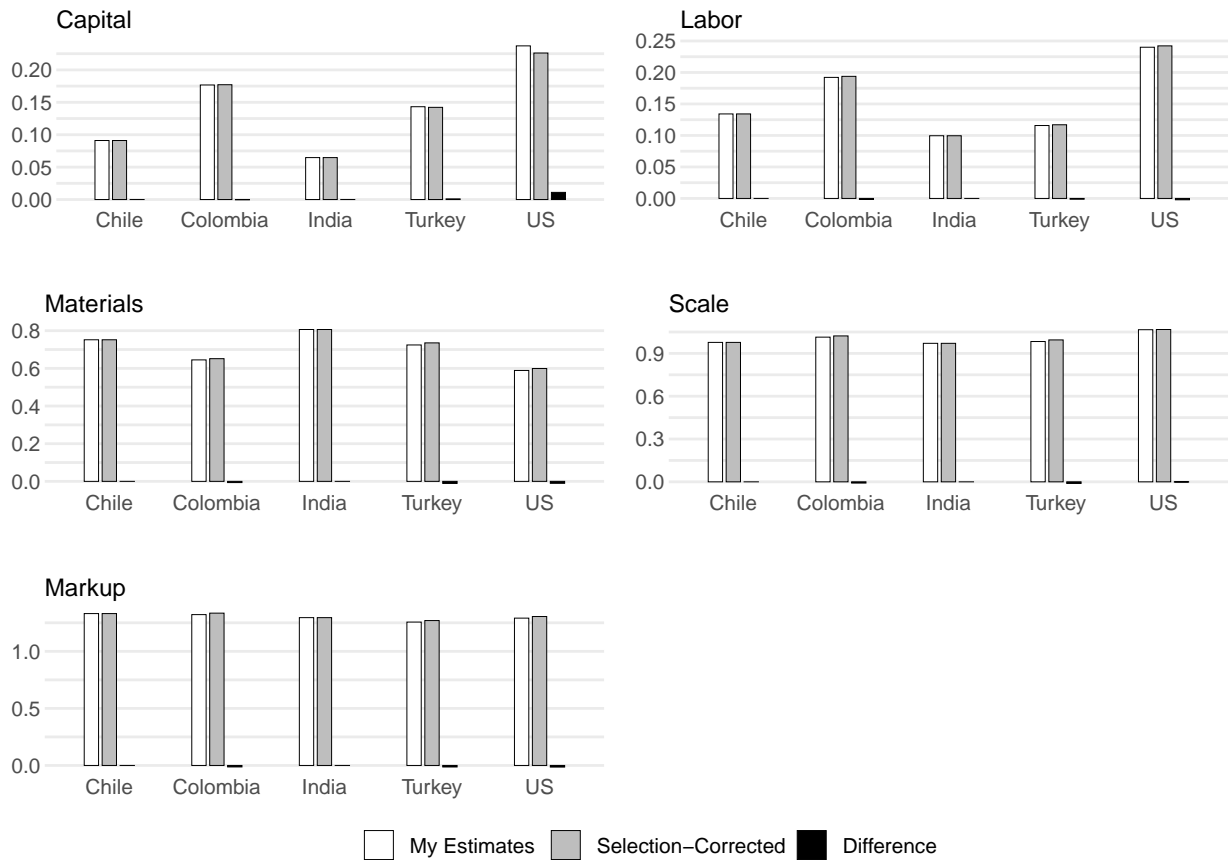 Capital
0.20
0.15
0.10
0.05
0.00
Chile Colombia India Turkey US
Labor
0.25
0.20
0.15
0.10
0.05
0.00
Chile Colombia India Turkey US
Materials
0.8
0.6
0.4
0.2
0.0
Chile Colombia India Turkey US
Scale
0.9
0.6
0.3
0.0
Chile Colombia India Turkey US
Markup
1.0
0.5
0.0
Chile Colombia India Turkey US
My Estimates Selection−Corrected Difference